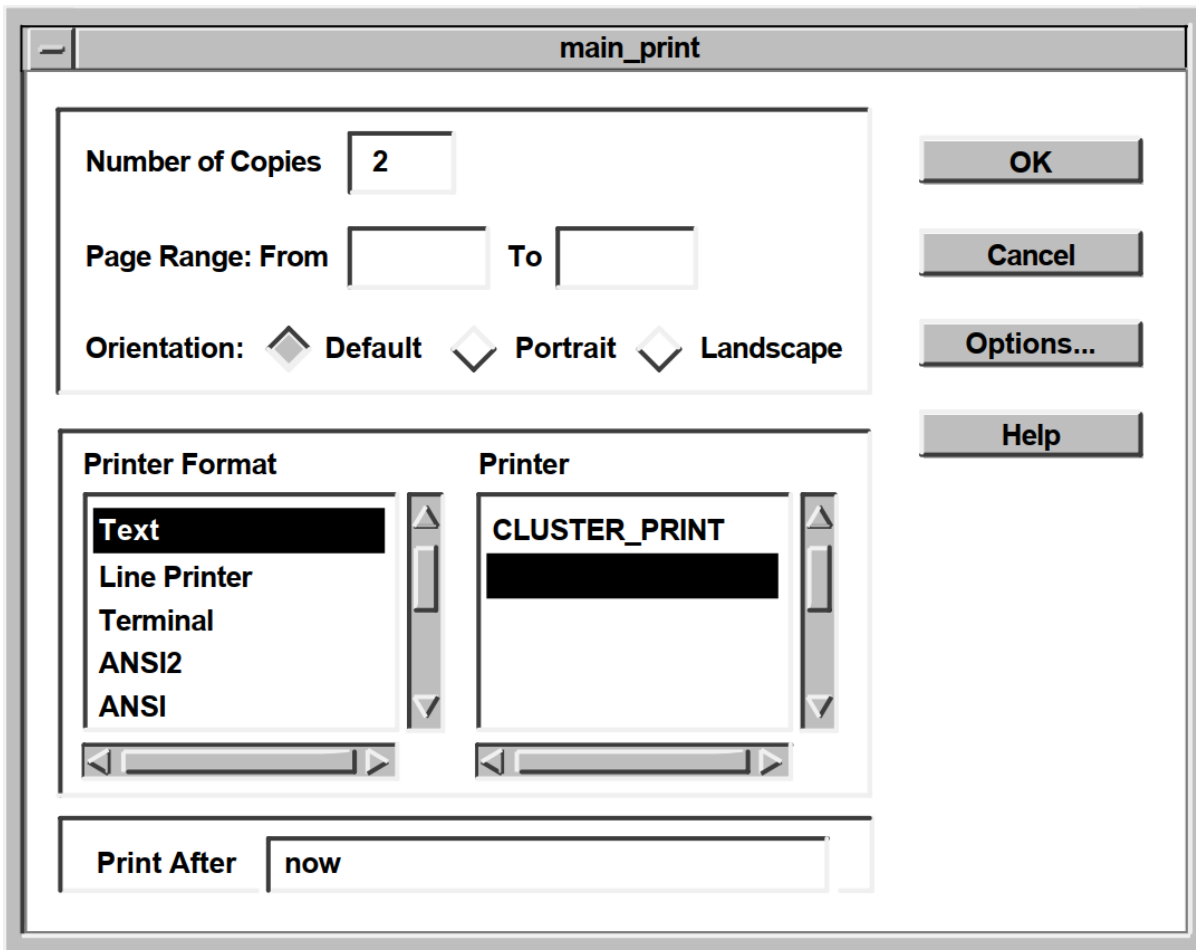 main_print
Number of Copies 2
Page Range: From To
Orientation: Default Portrait Landscape
OK
Cancel
Options...
Help
Printer Format
Text
Line Printer
Terminal
ANSI2
ANSI
Printer
CLUSTER_PRINT
Print After now